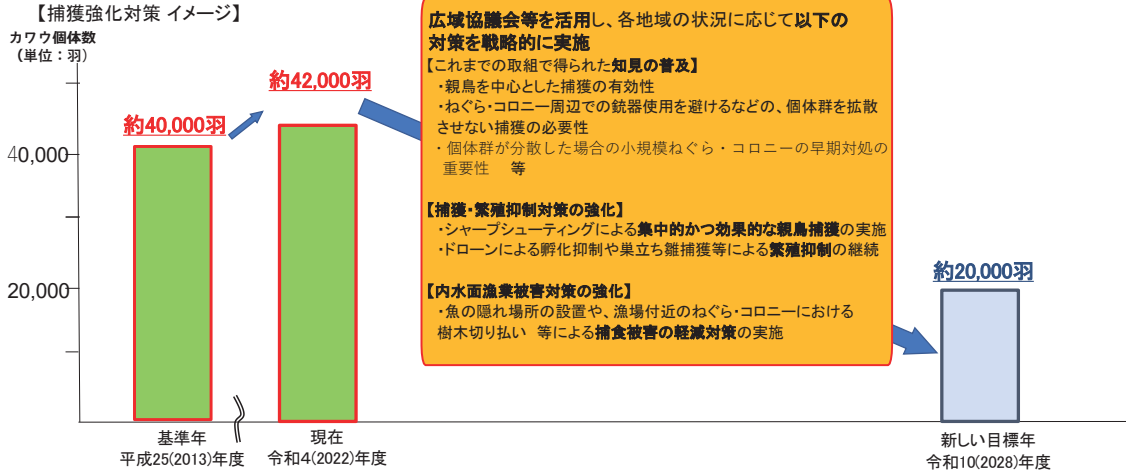 【捕獲強化対策 イメージ】
カワウ個体数
（単位：羽）
40,000
20,000
約40,000羽
約42,000羽
広域協議会等を活用し、各地域の状況に応じて以下の
対策を戦略的に実施
【これまでの取組で得られた知見の普及】
・親鳥を中心とした捕獲の有効性
・ねぐら・コロニー周辺での銃器使用を避けるなどの、個体群を拡散
させない捕獲の必要性
・個体群が分散した場合の小規模ねぐら・コロニーの早期対処の
重要性　等
【捕獲・繁殖抑制対策の強化】
・シャープシューティングによる集中的かつ効果的な親鳥捕獲の実施
・ドローンによる孵化抑制や巣立ち雛捕獲等による繁殖抑制の継続
【内水面漁業被害対策の強化】
・魚の隠れ場所の設置や、漁場付近のねぐら・コロニーにおける
樹木切り払い　等による捕食被害の軽減対策の実施
約20,000羽
基準年
平成25(2013)年度
現在
令和4(2022)年度
新しい目標年
令和10(2028)年度